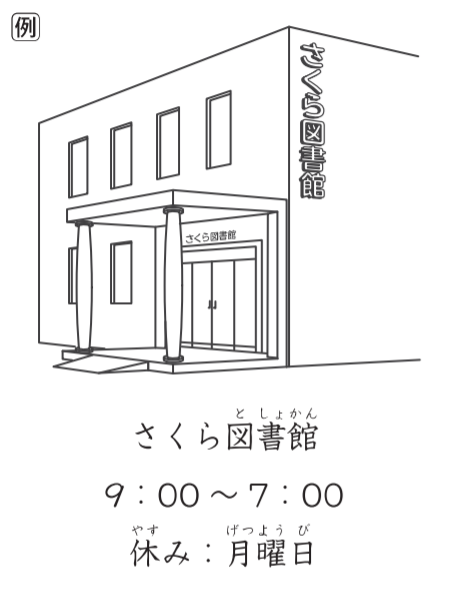 例
さくら図書館
さくら図書館
としょかん
さくら図書館
9：00～7：00
やす げつようび
休み：月曜日